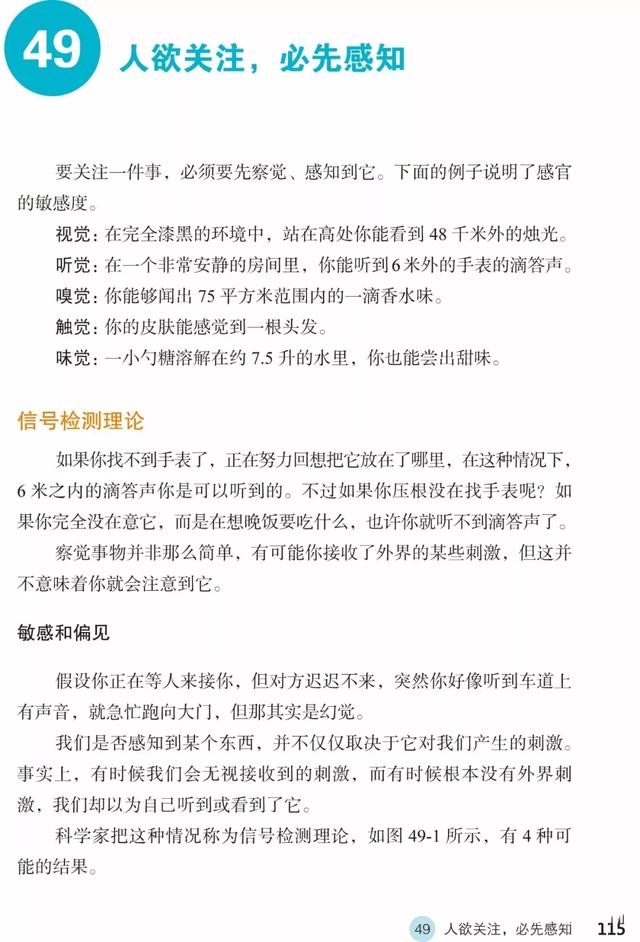 49
人欲关注，必先感知
要关注一件事，必须要先察觉、感知到它。下面的例子说明了感官
的敏感度。
视觉：在完全漆黑的环境中，站在高处你能看到 48 千米外的烛光。
听觉：在一个非常安静的房间里，你能听到 6 米外的手表的滴答声。
嗅觉：你能够闻出 75 平方米范围内的一滴香水味。
触觉：你的皮肤能感觉到一根头发。
味觉：一小勺糖溶解在约 7.5 升的水里，你也能尝出甜味。
信号检测理论
如果你找不到手表了，正在努力回想把它放在了哪里，在这种情况下，
6 米之内的滴答声你是可以听到的。不过如果你压根没在找手表呢？如
果你完全没在意它，而是在想晚饭要吃什么，也许你就听不到滴答声了。
察觉事物并非那么简单，有可能你接收了外界的某些刺激，但这并
不意味着你就会注意到它。
敏感和偏见
假设你正在等人来接你，但对方迟迟不来，突然你好像听到车道上
有声音，就急忙跑向大门，但那其实是幻觉。
我们是否感知到某个东西，并不仅仅取决于它对我们产生的刺激。
事实上，有时候我们会无视接收到的刺激，而有时候根本没有外界刺
激，我们却以为自己听到或看到了它。
科学家把这种情况称为信号检测理论，如图 49-1 所示，有 4 种可
能的结果。
49 人欲关注，必先感知 115